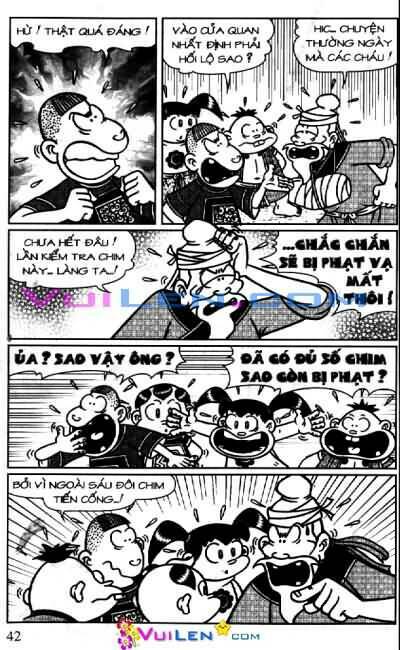 HỪ! THẬT QUÁ ĐÁNG!
VÀO CỬA QUAN
NHẤT ĐỊNH PHẢI
HỐI LỘ SAO?
HIC... CHUYỆN
THƯỜNG NGÀY
MÀ CÁC CHÁU!
CHƯA HẾT ĐÂU!
LẦN KIỂM TRA CHIM
NÀY... LÀNG TA...!
...CHẮC CHẮN
SẼ BỊ PHẠT VẠ
MẤT
THÔI!
VUILEN.COM
ỦA? SAO VẬY ÔNG?
ĐÃ CÓ ĐỦ SỐ CHIM
SAO CÒN BỊ PHẠT?
BỞI VÌ NGOÀI SÁU ĐÔI CHIM
TIẾN CỐNG...!
42
VUILEN.COM